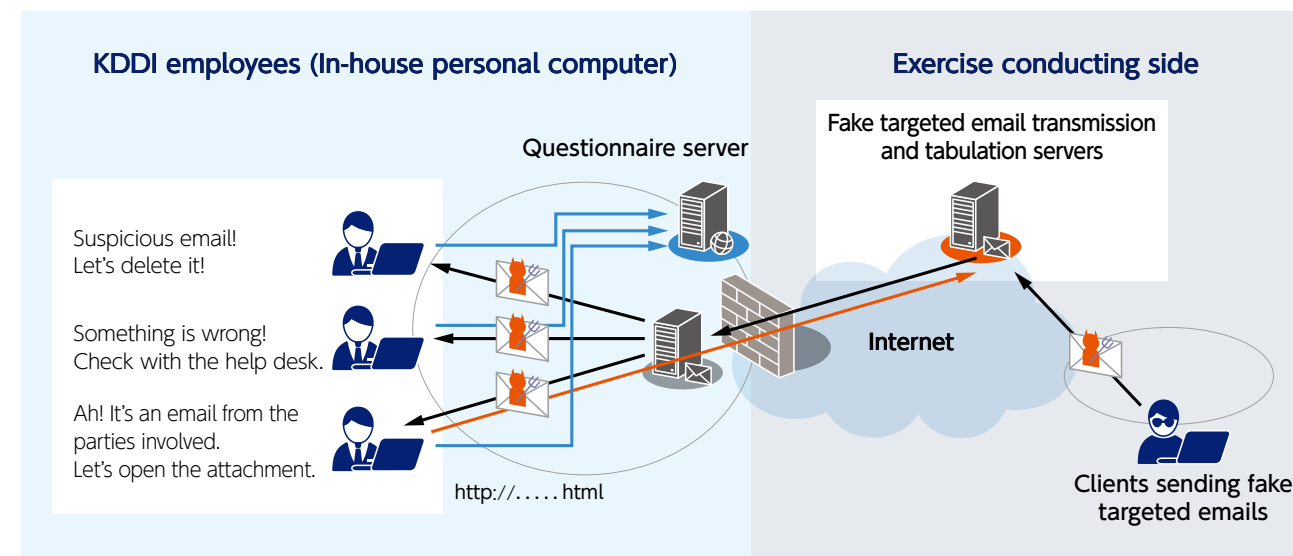 KDDI employees (In-house personal computer)
Exercise conducting side
Fake targeted email transmission
and tabulation servers
Questionnaire server
Suspicious email!
Let's delete it!
Something is wrong!
Check with the help desk.
Ah! It's an email from the
parties involved.
Let's open the attachment.
Internet
http://.....html
Clients sending fake
targeted emails